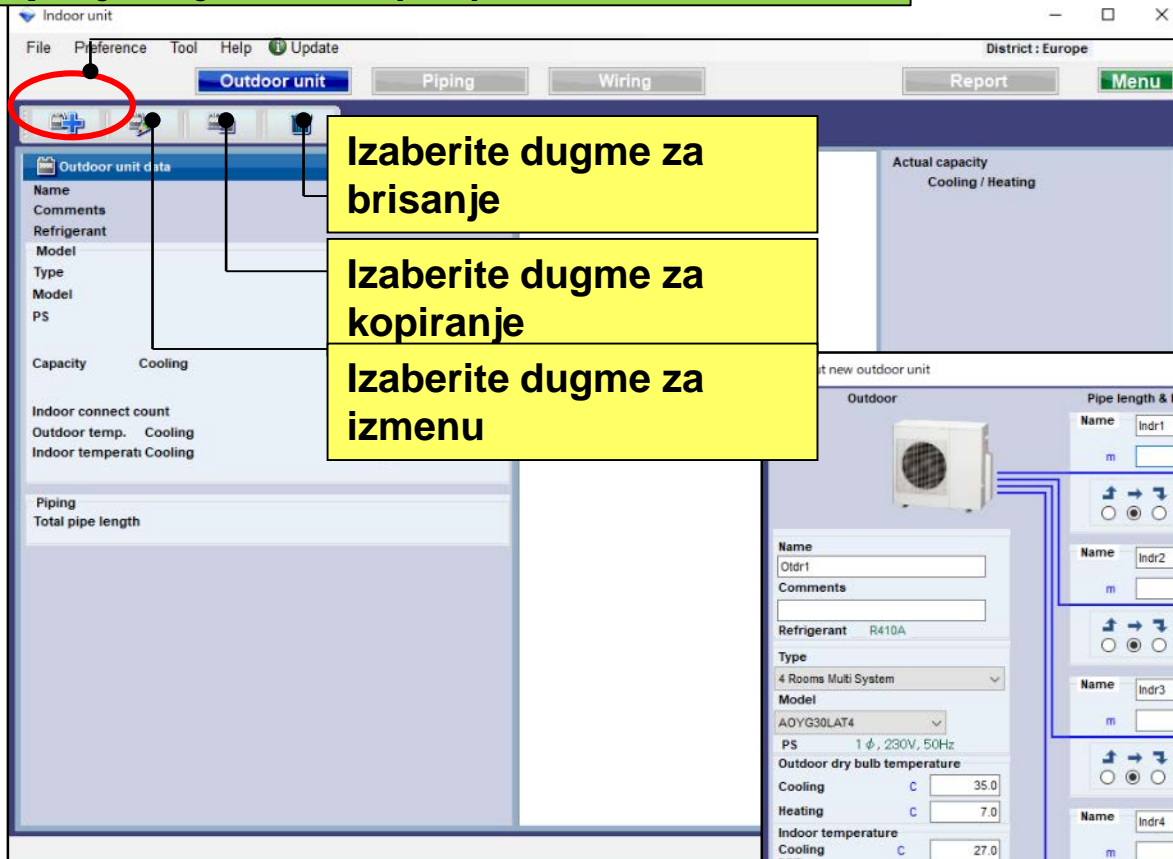 Indoor unit
File Preference Tool Help Update
District : Europe
Outdoor unit Piping Wiring Report Menu
Izaberite dugme za
brisanje
Izaberite dugme za
kopiranje
Izaberite dugme za
izmenu
Outdoor unit data
Name
Comments
Refrigerant
Model
Type
Model
PS
Capacity Cooling
Indoor connect count
Outdoor temp. Cooling
Cooling
Piping
Total pipe length
Actual capacity
Cooling / Heating
new outdoor unit
Outdoor
Name
Otdr1
Comments
Refrigerant R410A
Type
4 Rooms Multi System
Model
AOYG30LAT4
PS 1 ϕ, 230V, 50Hz
Outdoor dry bulb temperature
Cooling C 35.0
Heating C 7.0
Indoor temperature
Cooling C 27.0
Pipe length &
Name Indr1
m
Name Indr2
m
Name Indr3
m
Name Indr4
m